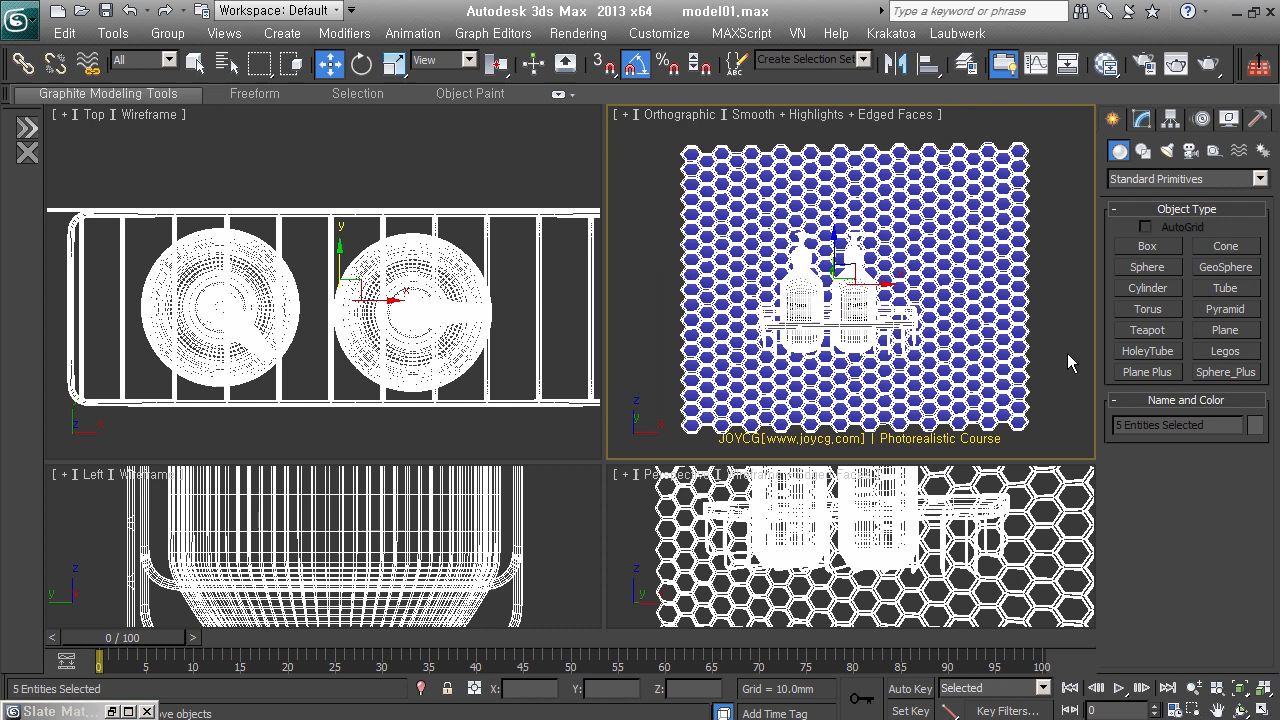 Workspace: Default
Autodesk 3ds Max 2013 x64 model01.max
Type a keyword or phrase
Edit Tools Group Views Create Modifiers Animation Graph Editors Rendering Customize MAXScript VN Help Krakatoa Laubwerk
All
View
3
Create Selection Set
Graphite Modeling Tools Freeform Selection Object Paint
[ + ] Top ] Wireframe ]
[ + ] Orthographic ] Smooth + Highlights + Edged Faces ]
Standard Primitives
- Object Type
AutoGrid
Box Cone
Sphere GeoSphere
Cylinder Tube
Torus Pyramid
Teapot Plane
HoleyTube Legos
Plane Plus Sphere_Plus
- Name and Color
5 Entities Selected
y
x
z
x
z
y
x
JOYCG[www.joycg.com] | Photorealistic Course
[ + ] Left ] Wireframe
z
y
z
y
< 0 / 100 >
0 5 10 15 20 25 30 35 40 45 50 55 60 65 70 75 80 85 90 95 100
5 Entities Selected
X: Y: Z:
Grid = 10.0mm
Auto Key Selected
Slate Mat...
ove objects
Add Time Tag
Set Key Key Filters...
0